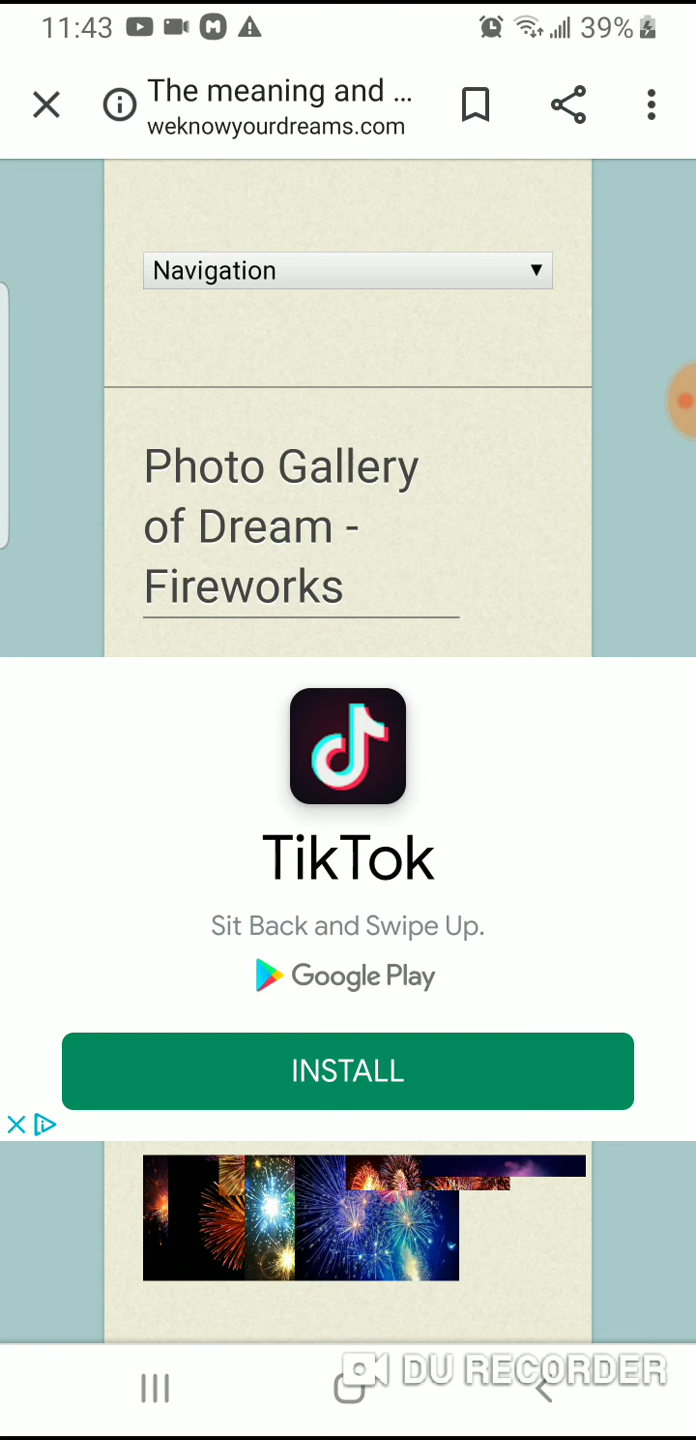 11:43
39%
The meaning and ...
weknowyourdreams.com
Navigation
Photo Gallery
of Dream -
Fireworks
TikTok
Sit Back and Swipe Up.
Google Play
INSTALL
DU RECORDER